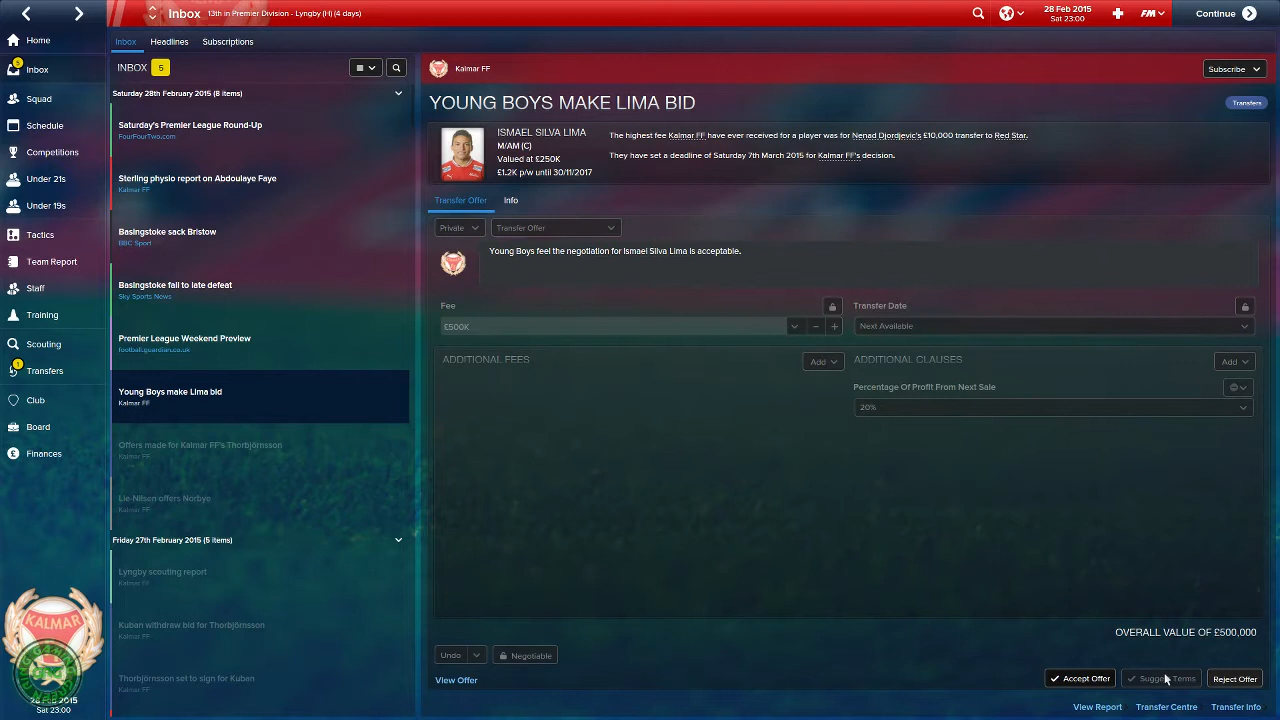 Inbox
13th in Premier Division - Lyngby (H) (4 days)
28 Feb 2015
Sat 23:00
FM
Continue
Home
5
Inbox
Squad
Schedule
Competitions
Under 21s
Under 19s
Tactics
Team Report
Staff
Training
Scouting
1
Transfers
Club
Board
Finances
KALMAR
28 Feb 2015
Sat 23:00
Inbox
Headlines
Subscriptions
INBOX 5
Saturday 28th February 2015 (8 items)
Saturday's Premier League Round-Up
FourFourTwo.com
Sterling physio report on Abdoulaye Faye
Kalmar FF
Basingstoke sack Bristow
BBC Sport
Basingstoke fall to late defeat
Sky Sports News
Premier League Weekend Preview
football.guardian.co.uk
Young Boys make Lima bid
Kalmar FF
Offers made for Kalmar FF's Thorbjörnsson
Kalmar FF
Lie-Nilsen offers Norbye
Kalmar FF
Friday 27th February 2015 (5 items)
Lyngby scouting report
Kalmar FF
Kuban withdraw bid for Thorbjörnsson
Kalmar FF
Thorbjörnsson set to sign for Kuban
Kalmar FF
Kalmar FF
Subscribe
YOUNG BOYS MAKE LIMA BID
Transfers
ISMAEL SILVA LIMA
M/AM (C)
Valued at £250K
£1.2K p/w until 30/11/2017
The highest fee Kalmar FF have ever received for a player was for Nenad Djordjevic's £10,000 transfer to Red Star.
They have set a deadline of Saturday 7th March 2015 for Kalmar FF's decision.
Transfer Offer
Info
Private
Transfer Offer
Young Boys feel the negotiation for Ismael Silva Lima is acceptable.
Fee
£500K
Transfer Date
Next Available
ADDITIONAL FEES
Add
ADDITIONAL CLAUSES
Add
Percentage Of Profit From Next Sale
20%
OVERALL VALUE OF £500,000
Undo
Negotiable
View Offer
Accept Offer
Suggest Terms
Reject Offer
View Report
Transfer Centre
Transfer Info